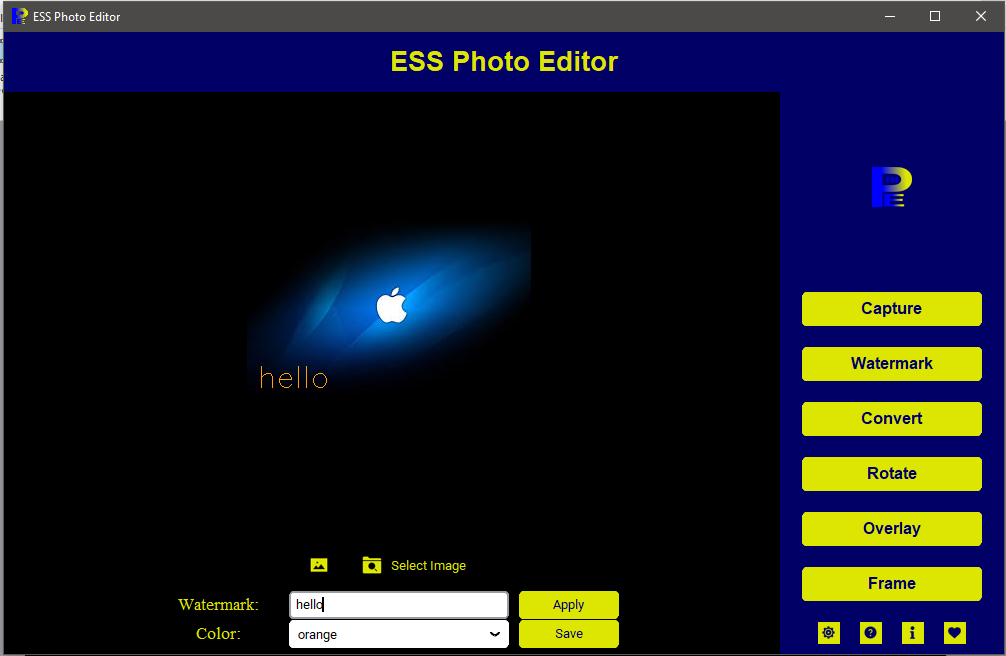 ESS Photo Editor
ESS Photo Editor
hello
Select Image
Watermark:
hello
Apply
Color:
orange
Save
Capture
Watermark
Convert
Rotate
Overlay
Frame